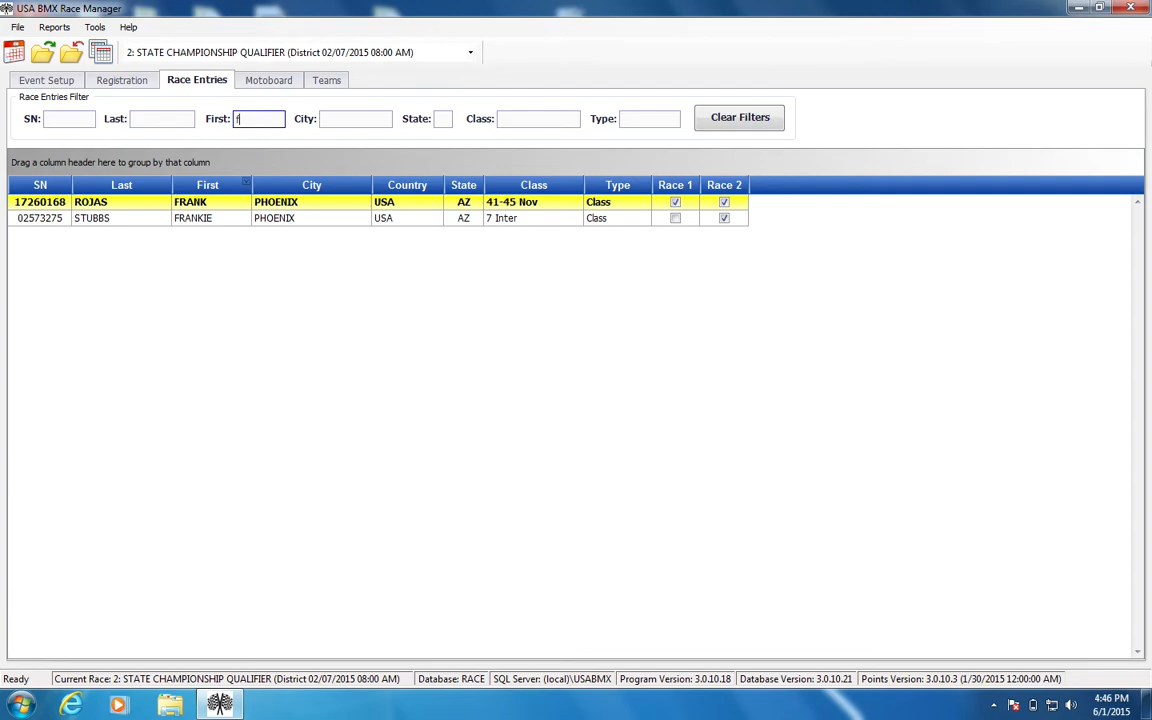 USA BMX Race Manager
File Reports Tools Help
2: STATE CHAMPIONSHIP QUALIFIER (District 02/07/2015 08:00 AM)
Event Setup Registration Race Entries Motoboard Teams
Race Entries Filter
SN: Last: First: f City: State: Class: Type: Clear Filters
Drag a column header here to group by that column
SN Last First City Country State Class Type Race 1 Race 2
17260168 ROJAS FRANK PHOENIX USA AZ 41-45 Nov Class
02573275 STUBBS FRANKIE PHOENIX USA AZ 7 Inter Class
Ready Current Race: 2: STATE CHAMPIONSHIP QUALIFIER (District 02/07/2015 08:00 AM) Database: RACE SQL Server: (local)\USABMX Program Version: 3.0.10.18 Database Version: 3.0.10.21 Points Version: 3.0.10.3 (1/30/2015 12:00:00 AM)
4:46 PM
6/1/2015